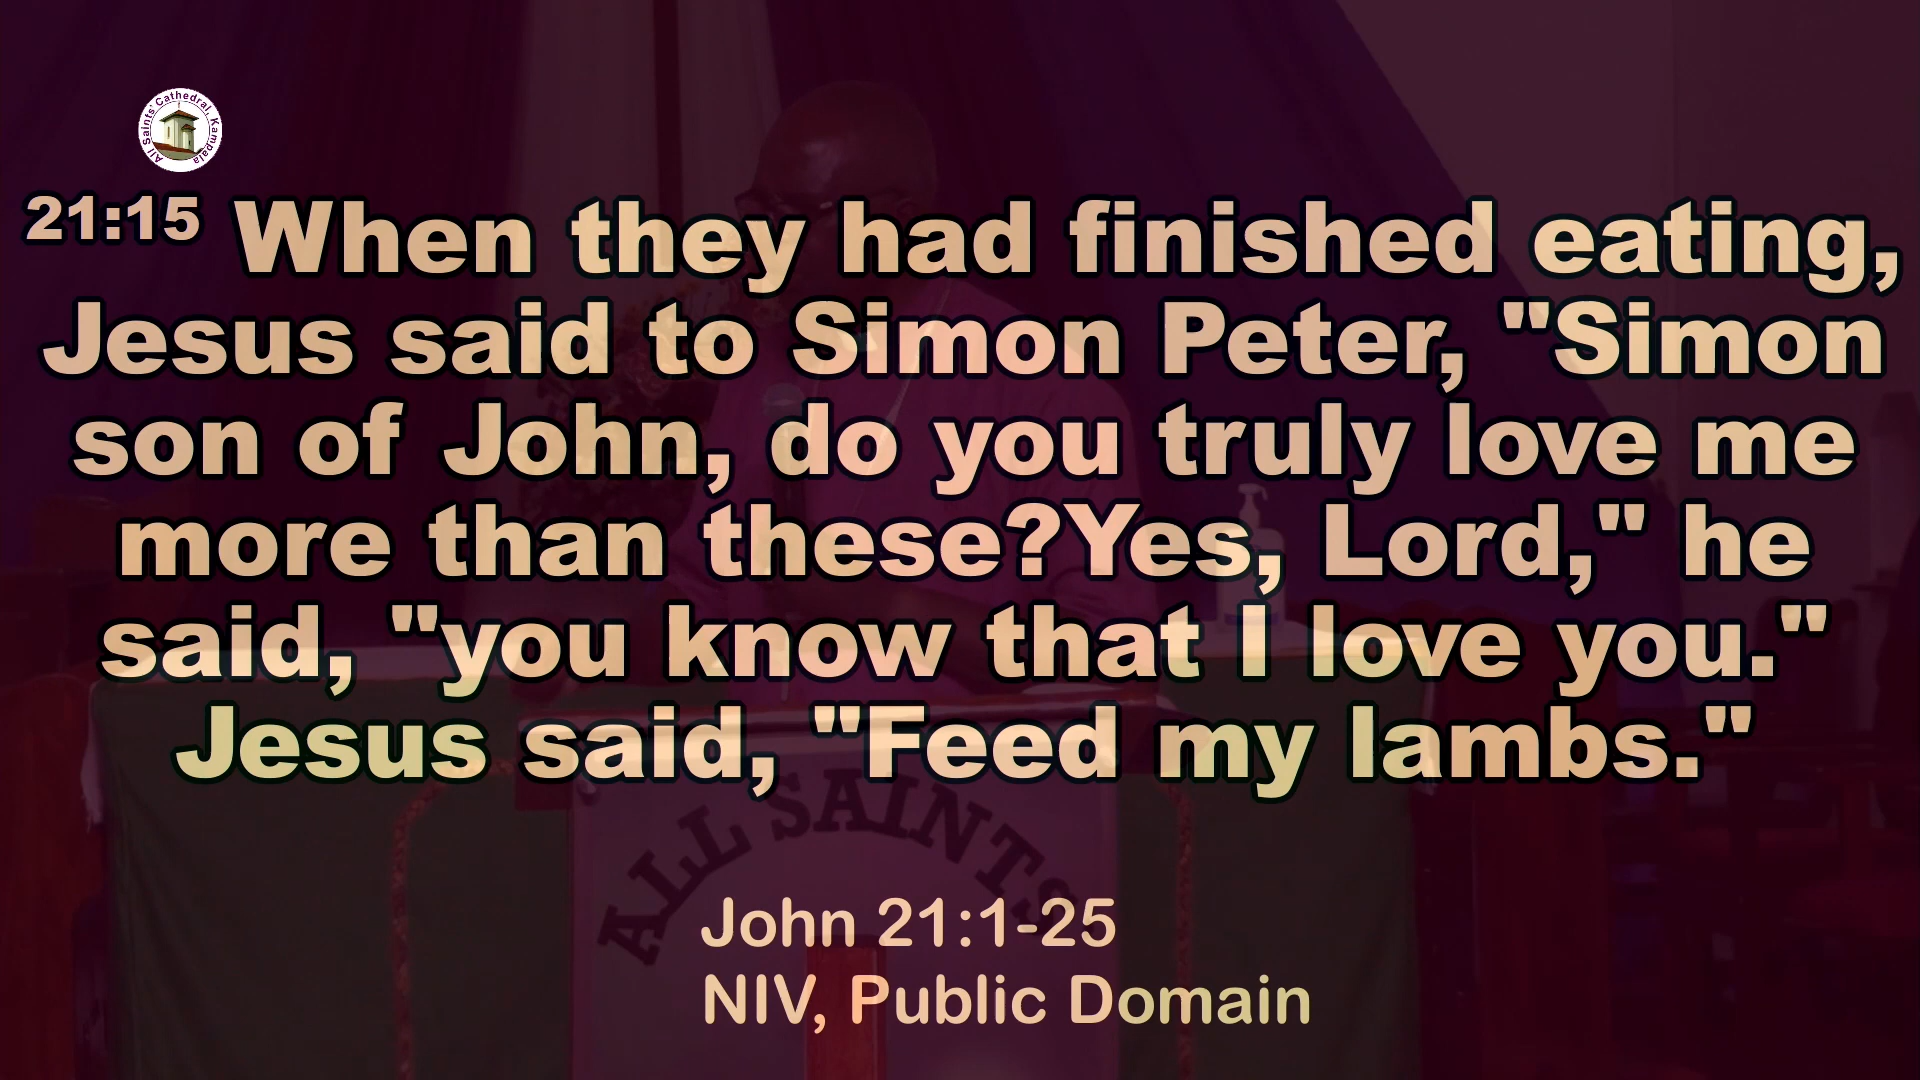 All Saints' Cathedral, Kampala
21:15 When they had finished eating,
Jesus said to Simon Peter, "Simon
son of John, do you truly love me
more than these?Yes, Lord," he
said, "you know that I love you."
Jesus said, "Feed my lambs."
ALL SAINTS
John 21:1-25
NIV, Public Domain